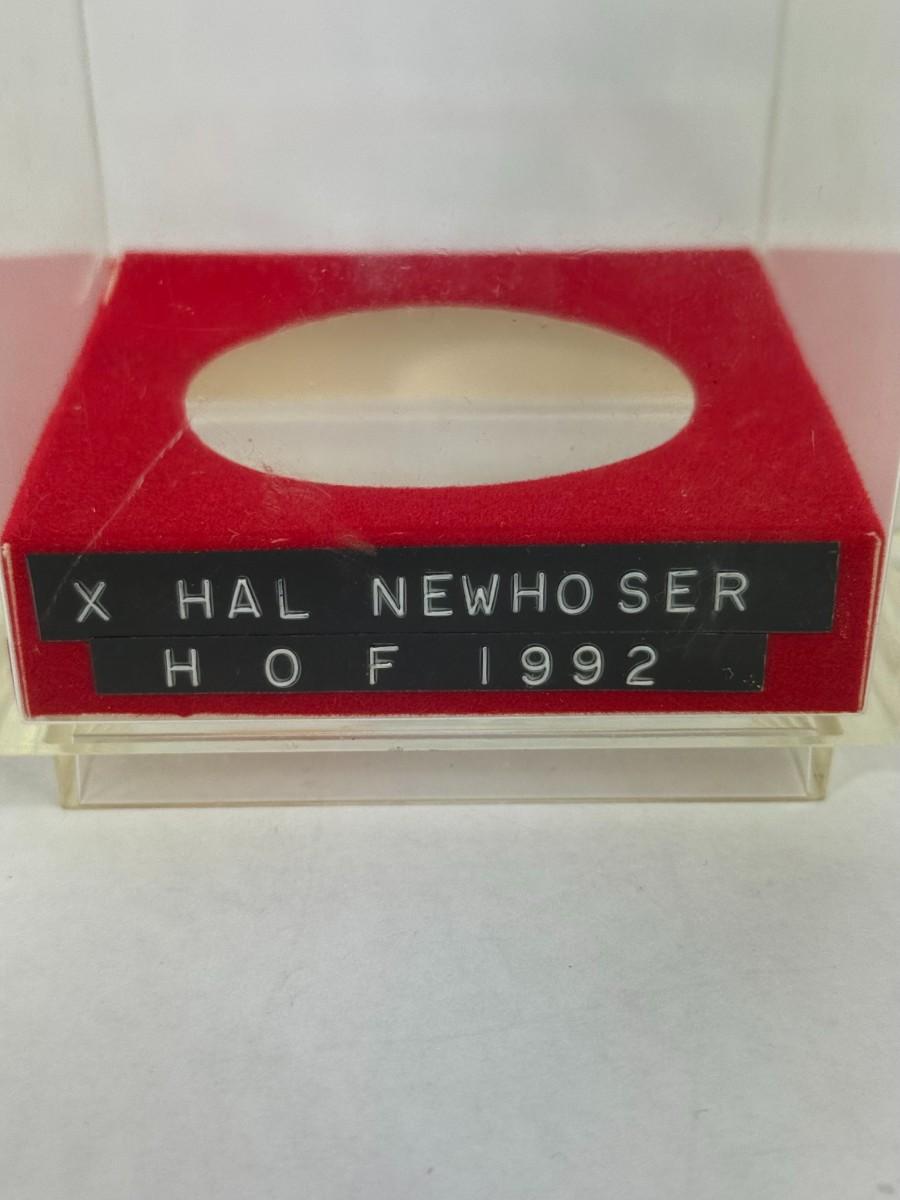 X HAL NEWHOSER
H O F 1992